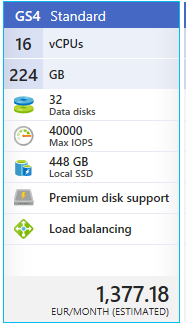 GS4 Standard
16 vCPUs
224 GB
32
Data disks
40000
Max IOPS
448 GB
Local SSD
Premium disk support
Load balancing
1,377.18
EUR/MONTH (ESTIMATED)